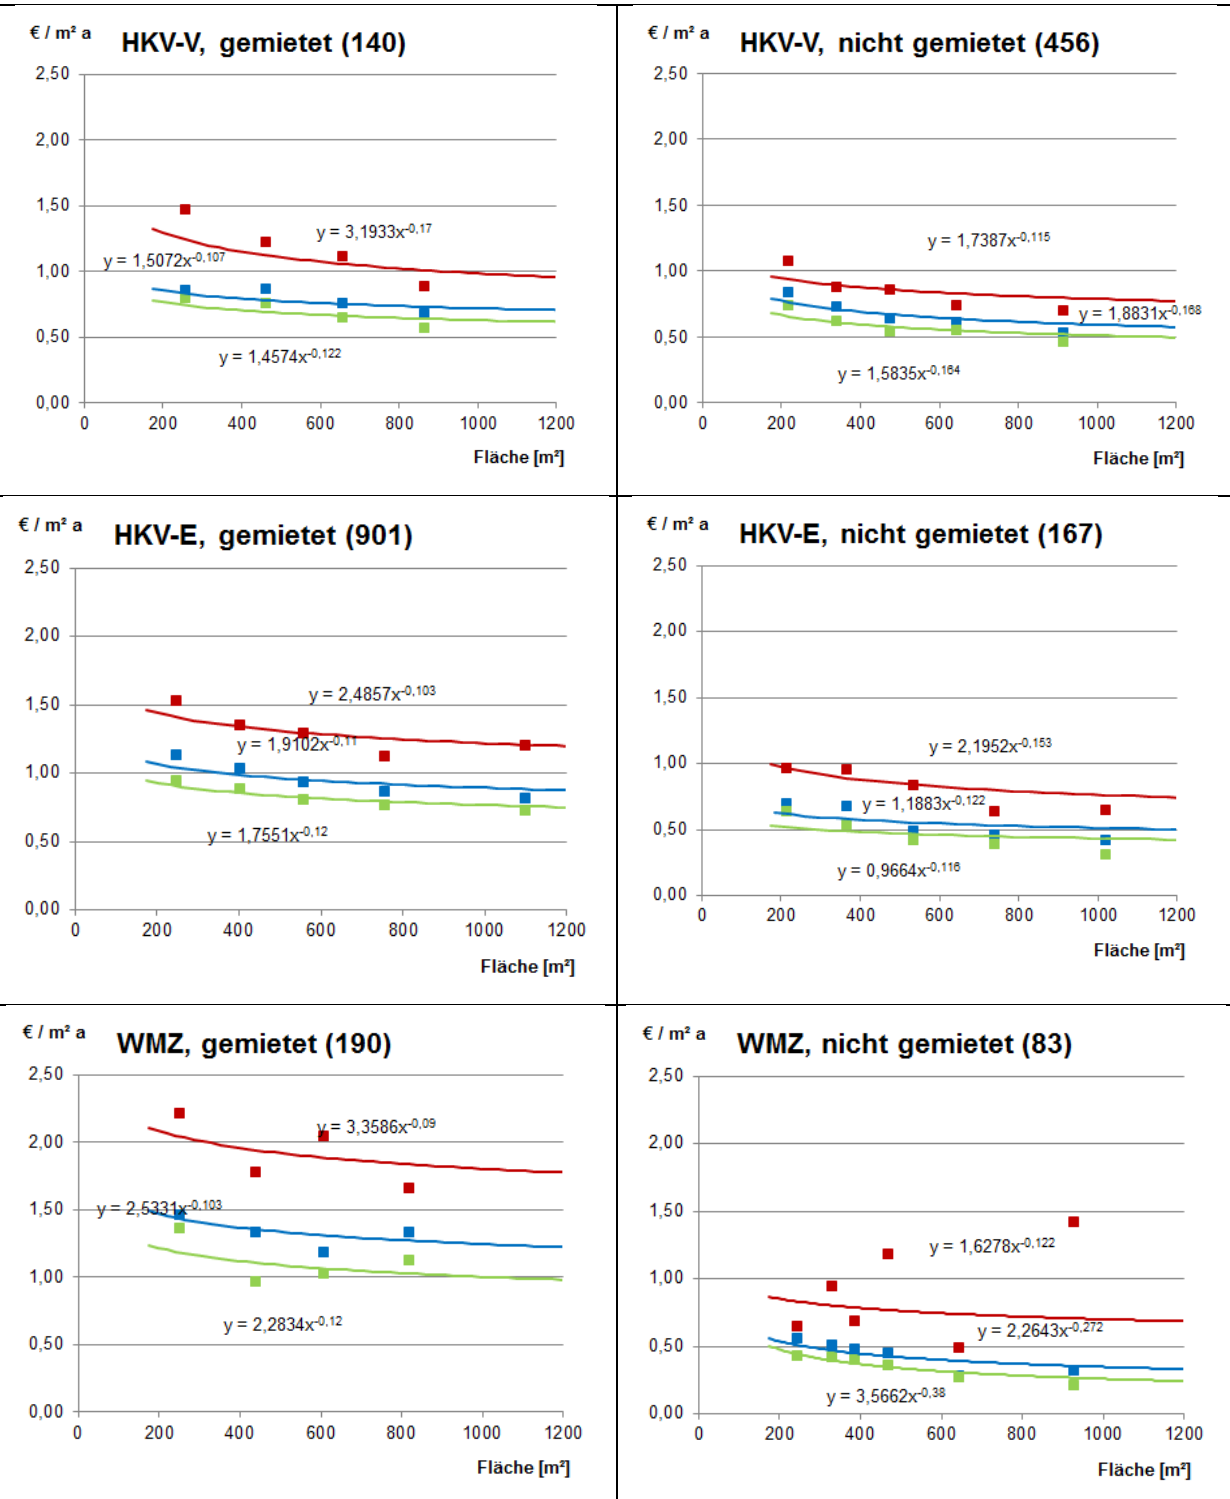 € / m² a
HKV-V, gemietet (140)
2,50
2,00
1,50
1,00
0,50
0,00
y = 3,1933x-0,17
y = 1,5072x-0,107
y = 1,4574x-0,122
0 200 400 600 800 1000 1200
Fläche [m²]
€ / m² a
HKV-V, nicht gemietet (456)
2,50
2,00
1,50
1,00
0,50
0,00
y = 1,7387x-0,115
y = 1,8831x-0,168
y = 1,5835x-0,164
0 200 400 600 800 1000 1200
Fläche [m²]
€ / m² a
HKV-E, gemietet (901)
2,50
2,00
1,50
1,00
0,50
0,00
y = 2,4857x-0,103
y = 1,9102x-0,11
y = 1,7551x-0,12
0 200 400 600 800 1000 1200
Fläche [m²]
€ / m² a
HKV-E, nicht gemietet (167)
2,50
2,00
1,50
1,00
0,50
0,00
y = 2,1952x-0,153
y = 1,1883x-0,122
y = 0,9664x-0,116
0 200 400 600 800 1000 1200
Fläche [m²]
€ / m² a
WMZ, gemietet (190)
2,50
2,00
1,50
1,00
0,50
0,00
y = 3,3586x-0,09
y = 2,5331x-0,103
y = 2,2834x-0,12
0 200 400 600 800 1000 1200
Fläche [m²]
€ / m² a
WMZ, nicht gemietet (83)
2,50
2,00
1,50
1,00
0,50
0,00
y = 1,6278x-0,122
y = 2,2643x-0,272
y = 3,5662x-0,38
0 200 400 600 800 1000 1200
Fläche [m²]